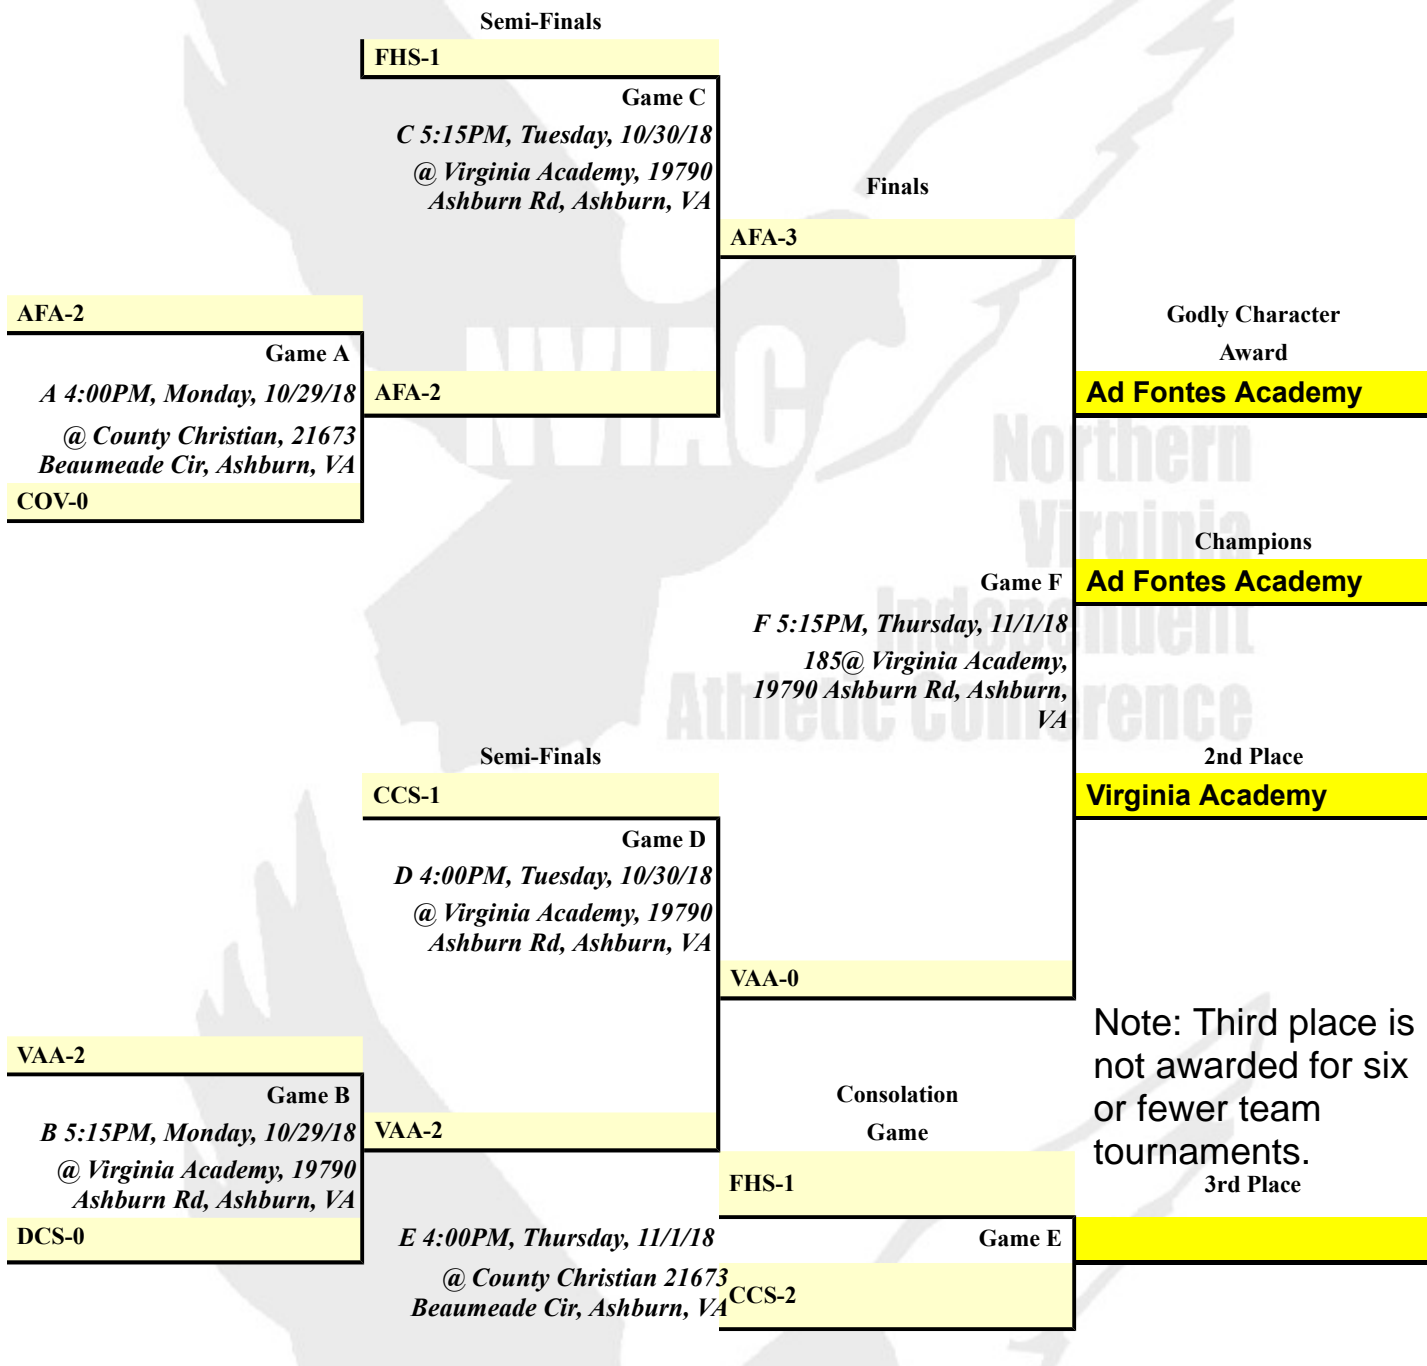 Semi-Finals
FHS-1
Game C
C 5:15PM, Tuesday, 10/30/18
@ Virginia Academy, 19790
Ashburn Rd, Ashburn, VA
Finals
AFA-3
AFA-2
Game A
A 4:00PM, Monday, 10/29/18
@ County Christian, 21673
Beaumeade Cir, Ashburn, VA
COV-0
AFA-2
Godly Character
Award
Ad Fontes Academy
NVIAC
Northern
Virginia
Independent
Athletic Conference
Champions
Ad Fontes Academy
Game F
F 5:15PM, Thursday, 11/1/18
185@ Virginia Academy,
19790 Ashburn Rd, Ashburn,
VA
2nd Place
Virginia Academy
Semi-Finals
CCS-1
Game D
D 4:00PM, Tuesday, 10/30/18
@ Virginia Academy, 19790
Ashburn Rd, Ashburn, VA
VAA-0
VAA-2
Game B
B 5:15PM, Monday, 10/29/18
@ Virginia Academy, 19790
Ashburn Rd, Ashburn, VA
DCS-0
VAA-2
Note: Third place is
not awarded for six
or fewer team
tournaments.
3rd Place
Consolation
Game
FHS-1
Game E
E 4:00PM, Thursday, 11/1/18
@ County Christian 21673
Beaumeade Cir, Ashburn, VA
CCS-2